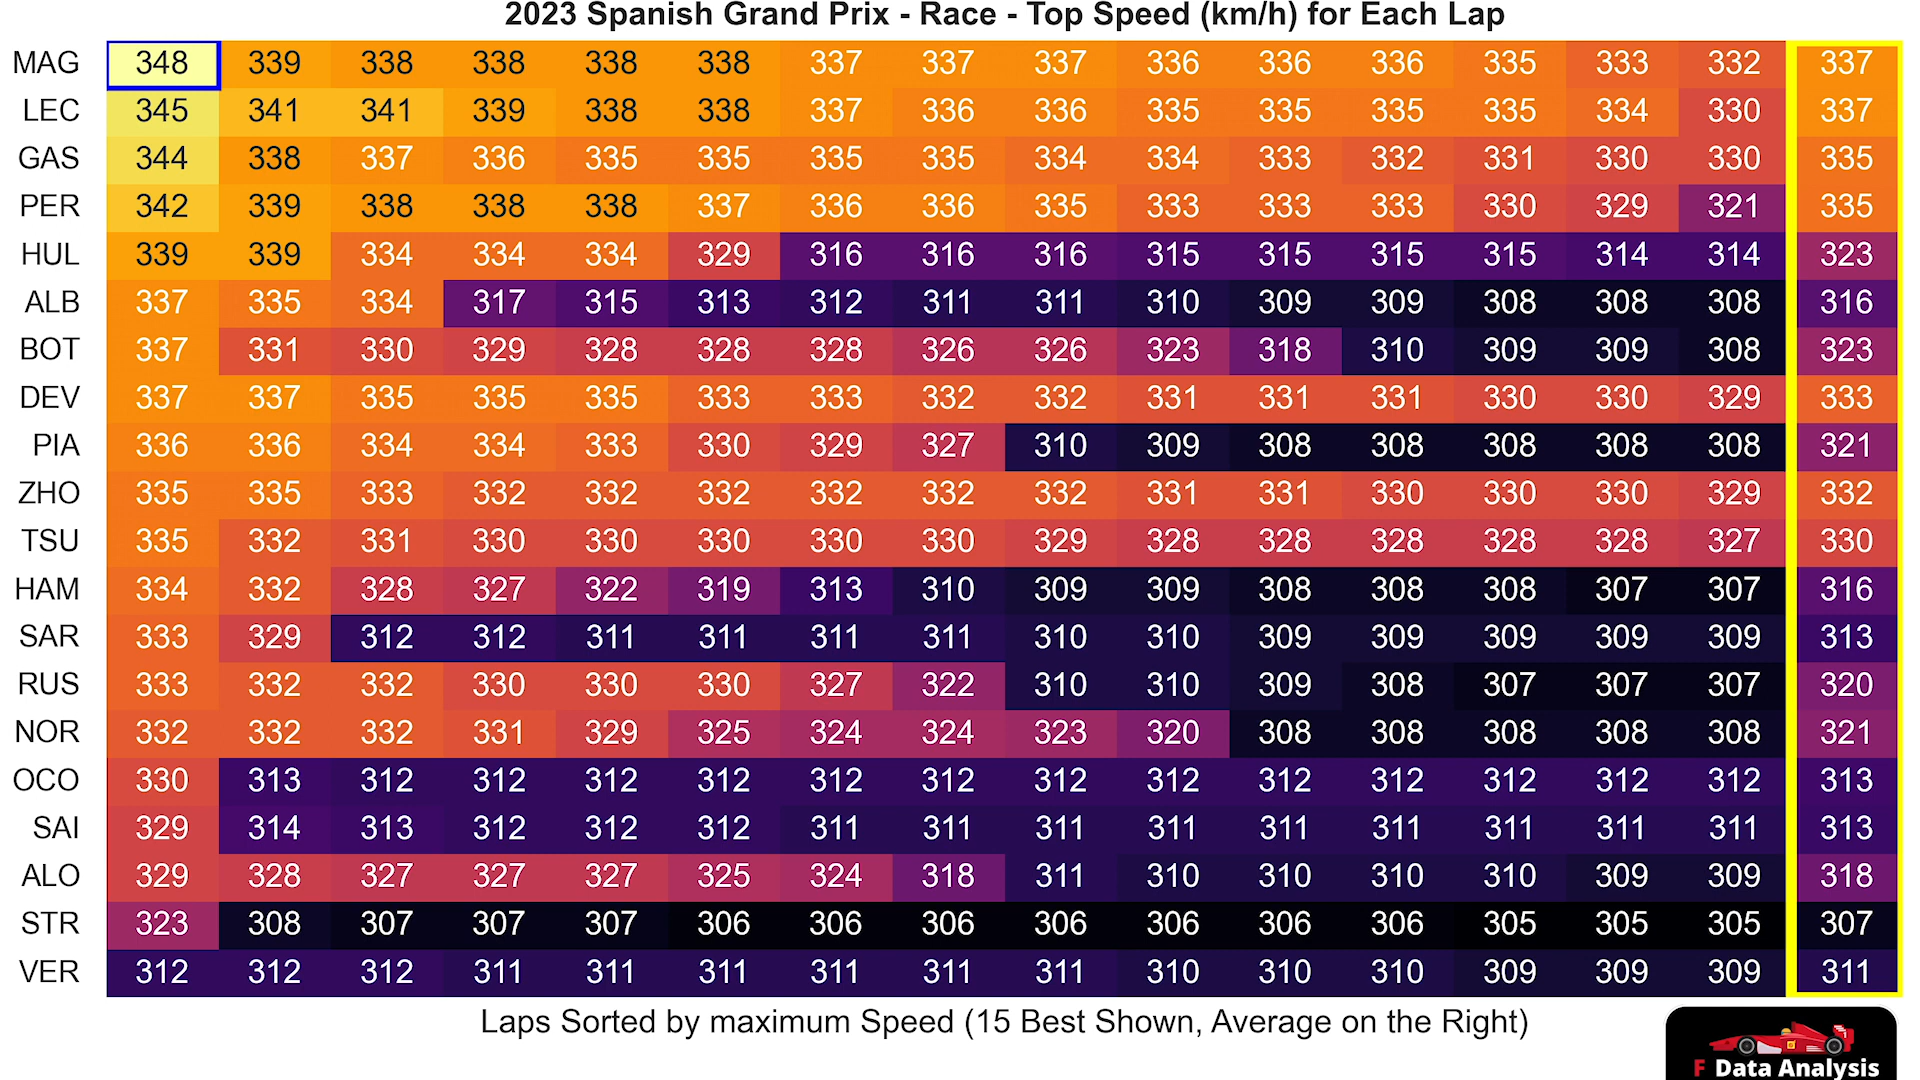 2023 Spanish Grand Prix - Race - Top Speed (km/h) for Each Lap
MAG 348 339 338 338 338 338 337 337 337 336 336 336 335 333 332 337
LEC 345 341 341 339 338 338 337 336 336 335 335 335 335 334 330 337
GAS 344 338 337 336 335 335 335 335 334 334 333 332 331 330 330 335
PER 342 339 338 338 338 337 336 336 335 333 333 333 330 329 321 335
HUL 339 339 334 334 334 329 316 316 316 315 315 315 315 314 314 323
ALB 337 335 334 317 315 313 312 311 311 310 309 309 308 308 308 316
BOT 337 331 330 329 328 328 328 326 326 323 318 310 309 309 308 323
DEV 337 337 335 335 335 333 333 332 332 331 331 331 330 330 329 333
PIA 336 336 334 334 333 330 329 327 310 309 308 308 308 308 308 321
ZHO 335 335 333 332 332 332 332 332 332 331 331 330 330 330 329 332
TSU 335 332 331 330 330 330 330 330 329 328 328 328 328 328 327 330
HAM 334 332 328 327 322 319 313 310 309 309 308 308 308 307 307 316
SAR 333 329 312 312 311 311 311 311 310 310 309 309 309 309 309 313
RUS 333 332 332 330 330 330 327 322 310 310 309 308 307 307 307 320
NOR 332 332 332 331 329 325 324 324 323 320 308 308 308 308 308 321
OCO 330 313 312 312 312 312 312 312 312 312 312 312 312 312 312 313
SAI 329 314 313 312 312 312 311 311 311 311 311 311 311 311 311 313
ALO 329 328 327 327 327 325 324 318 311 310 310 310 310 309 309 318
STR 323 308 307 307 307 306 306 306 306 306 306 306 305 305 305 307
VER 312 312 312 311 311 311 311 311 311 310 310 310 309 309 309 311
Laps Sorted by maximum Speed (15 Best Shown, Average on the Right)
F Data Analysis